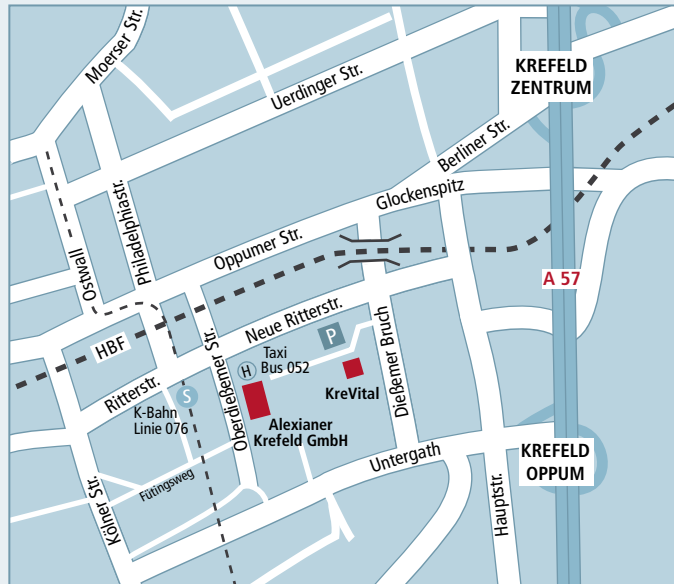 Moerser Str.
Uerdinger Str.
KREFELD
ZENTRUM
Berliner Str.
Glockenspitz
Philadelphiastr.
Ostwall
Oppumer Str.
A 57
HBF
Neue Ritterstr.
P
H
Taxi
Bus 052
Dießemer Bruch
Ritterstr.
S
K-Bahn
Linie 076
Oberdießemer Str.
KreVital
Alexianer
Krefeld GmbH
Untergath
KREFELD
OPPUM
Fütingsweg
Kölner Str.
Hauptstr.